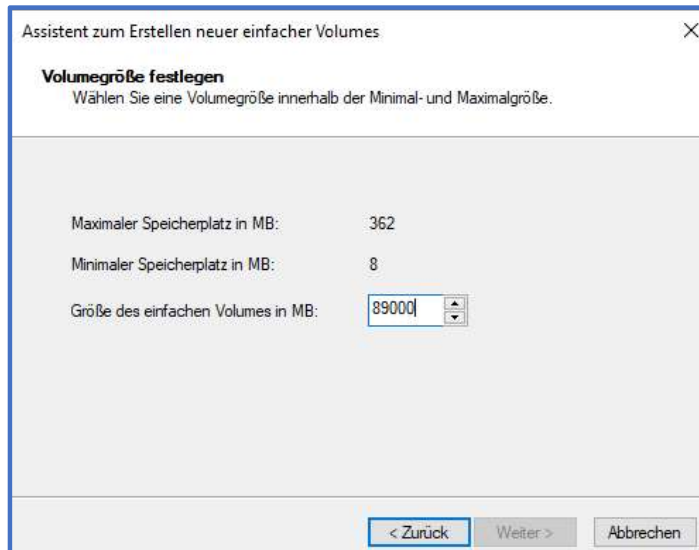 Assistent zum Erstellen neuer einfacher Volumes
Volumegröße festlegen
Wählen Sie eine Volumegröße innerhalb der Minimal- und Maximalgröße.
Maximaler Speicherplatz in MB: 362
Minimaler Speicherplatz in MB: 8
Größe des einfachen Volumes in MB: 89000
< Zurück Weiter > Abbrechen